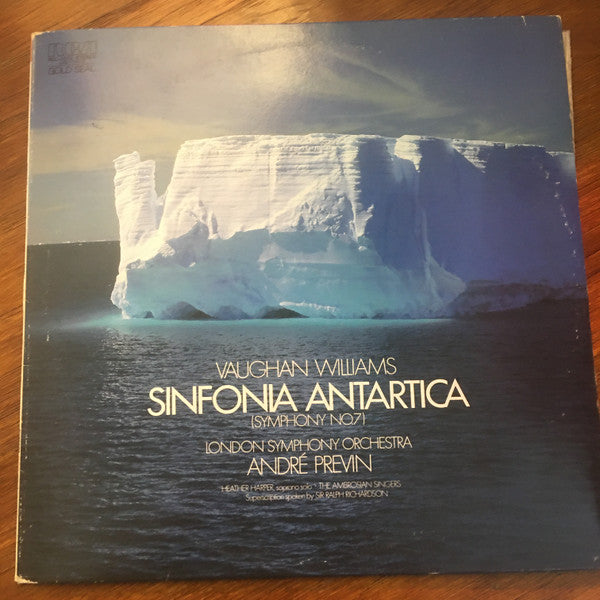 RCA
GOLD SEAL
VAUGHAN WILLIAMS
SINFONIA ANTARTICA
(SYMPHONY NO.7)
LONDON SYMPHONY ORCHESTRA
ANDRÉ PREVIN
HEATHER HARPER, soprano solo • THE AMBROSIAN SINGERS
Superscription spoken by SIR RALPH RICHARDSON